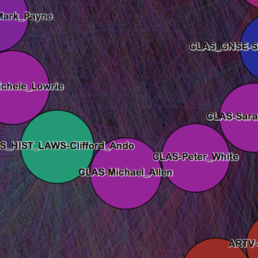 Mark_Payne
CLAS_GNSE-S
ichele_Lowrie
CLAS-Sara
S_HIST_LAWS-Clifford_Ando
CLAS-Peter_White
CLAS-Michael_Allen
ARTV-